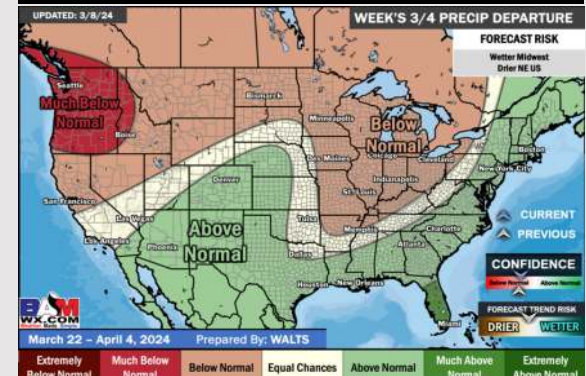 UPDATED: 3/8/24
WEEK'S 3/4 PRECIP DEPARTURE
FORECAST RISK
Wetter Midwest
Drier NE US
Seattle
Much Below
Normal
Boise
Bismarck
Minneapolis
Below
Normal
Des Moines
Chicago
Cleveland
Boston
New York City
Indianapolis
Denver
St. Louis
San Francisco
Las Vegas
Los Angeles
Phoenix
Above
Normal
Tulsa
Memphis
Charlotte
Atlanta
Dallas
Houston
New Orleans
Miami
CURRENT
PREVIOUS
CONFIDENCE
Below Normal
Above Normal
FORECAST TREND RISK
DRIER
WETTER
BAM
WX.COM
March 22 – April 4, 2024
Prepared By: WALTS
Extremely
Below Normal
Much Below
Normal
Below Normal
Equal Chances
Above Normal
Much Above
Normal
Extremely
Above Normal